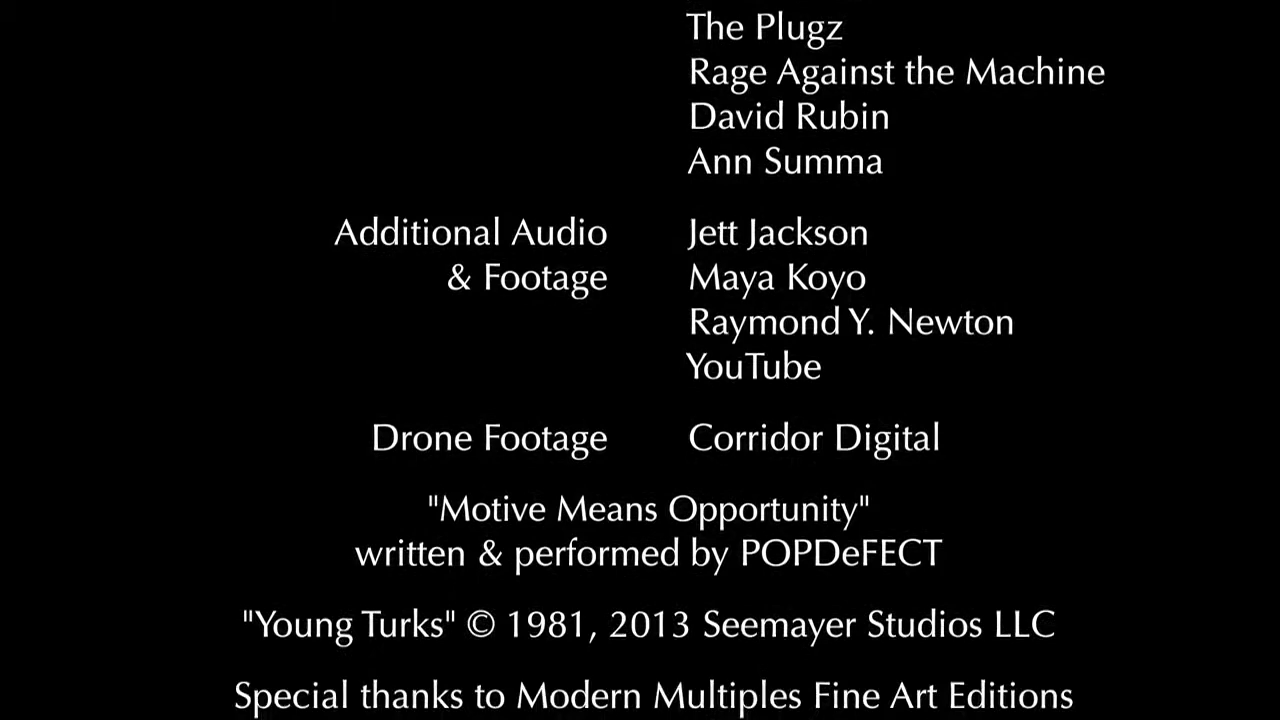 The Plugz
Rage Against the Machine
David Rubin
Ann Summa
Additional Audio
& Footage
Jett Jackson
Maya Koyo
Raymond Y. Newton
YouTube
Drone Footage
Corridor Digital
"Motive Means Opportunity"
written & performed by POPDeFECT
"Young Turks" © 1981, 2013 Seemayer Studios LLC
Special thanks to Modern Multiples Fine Art Editions